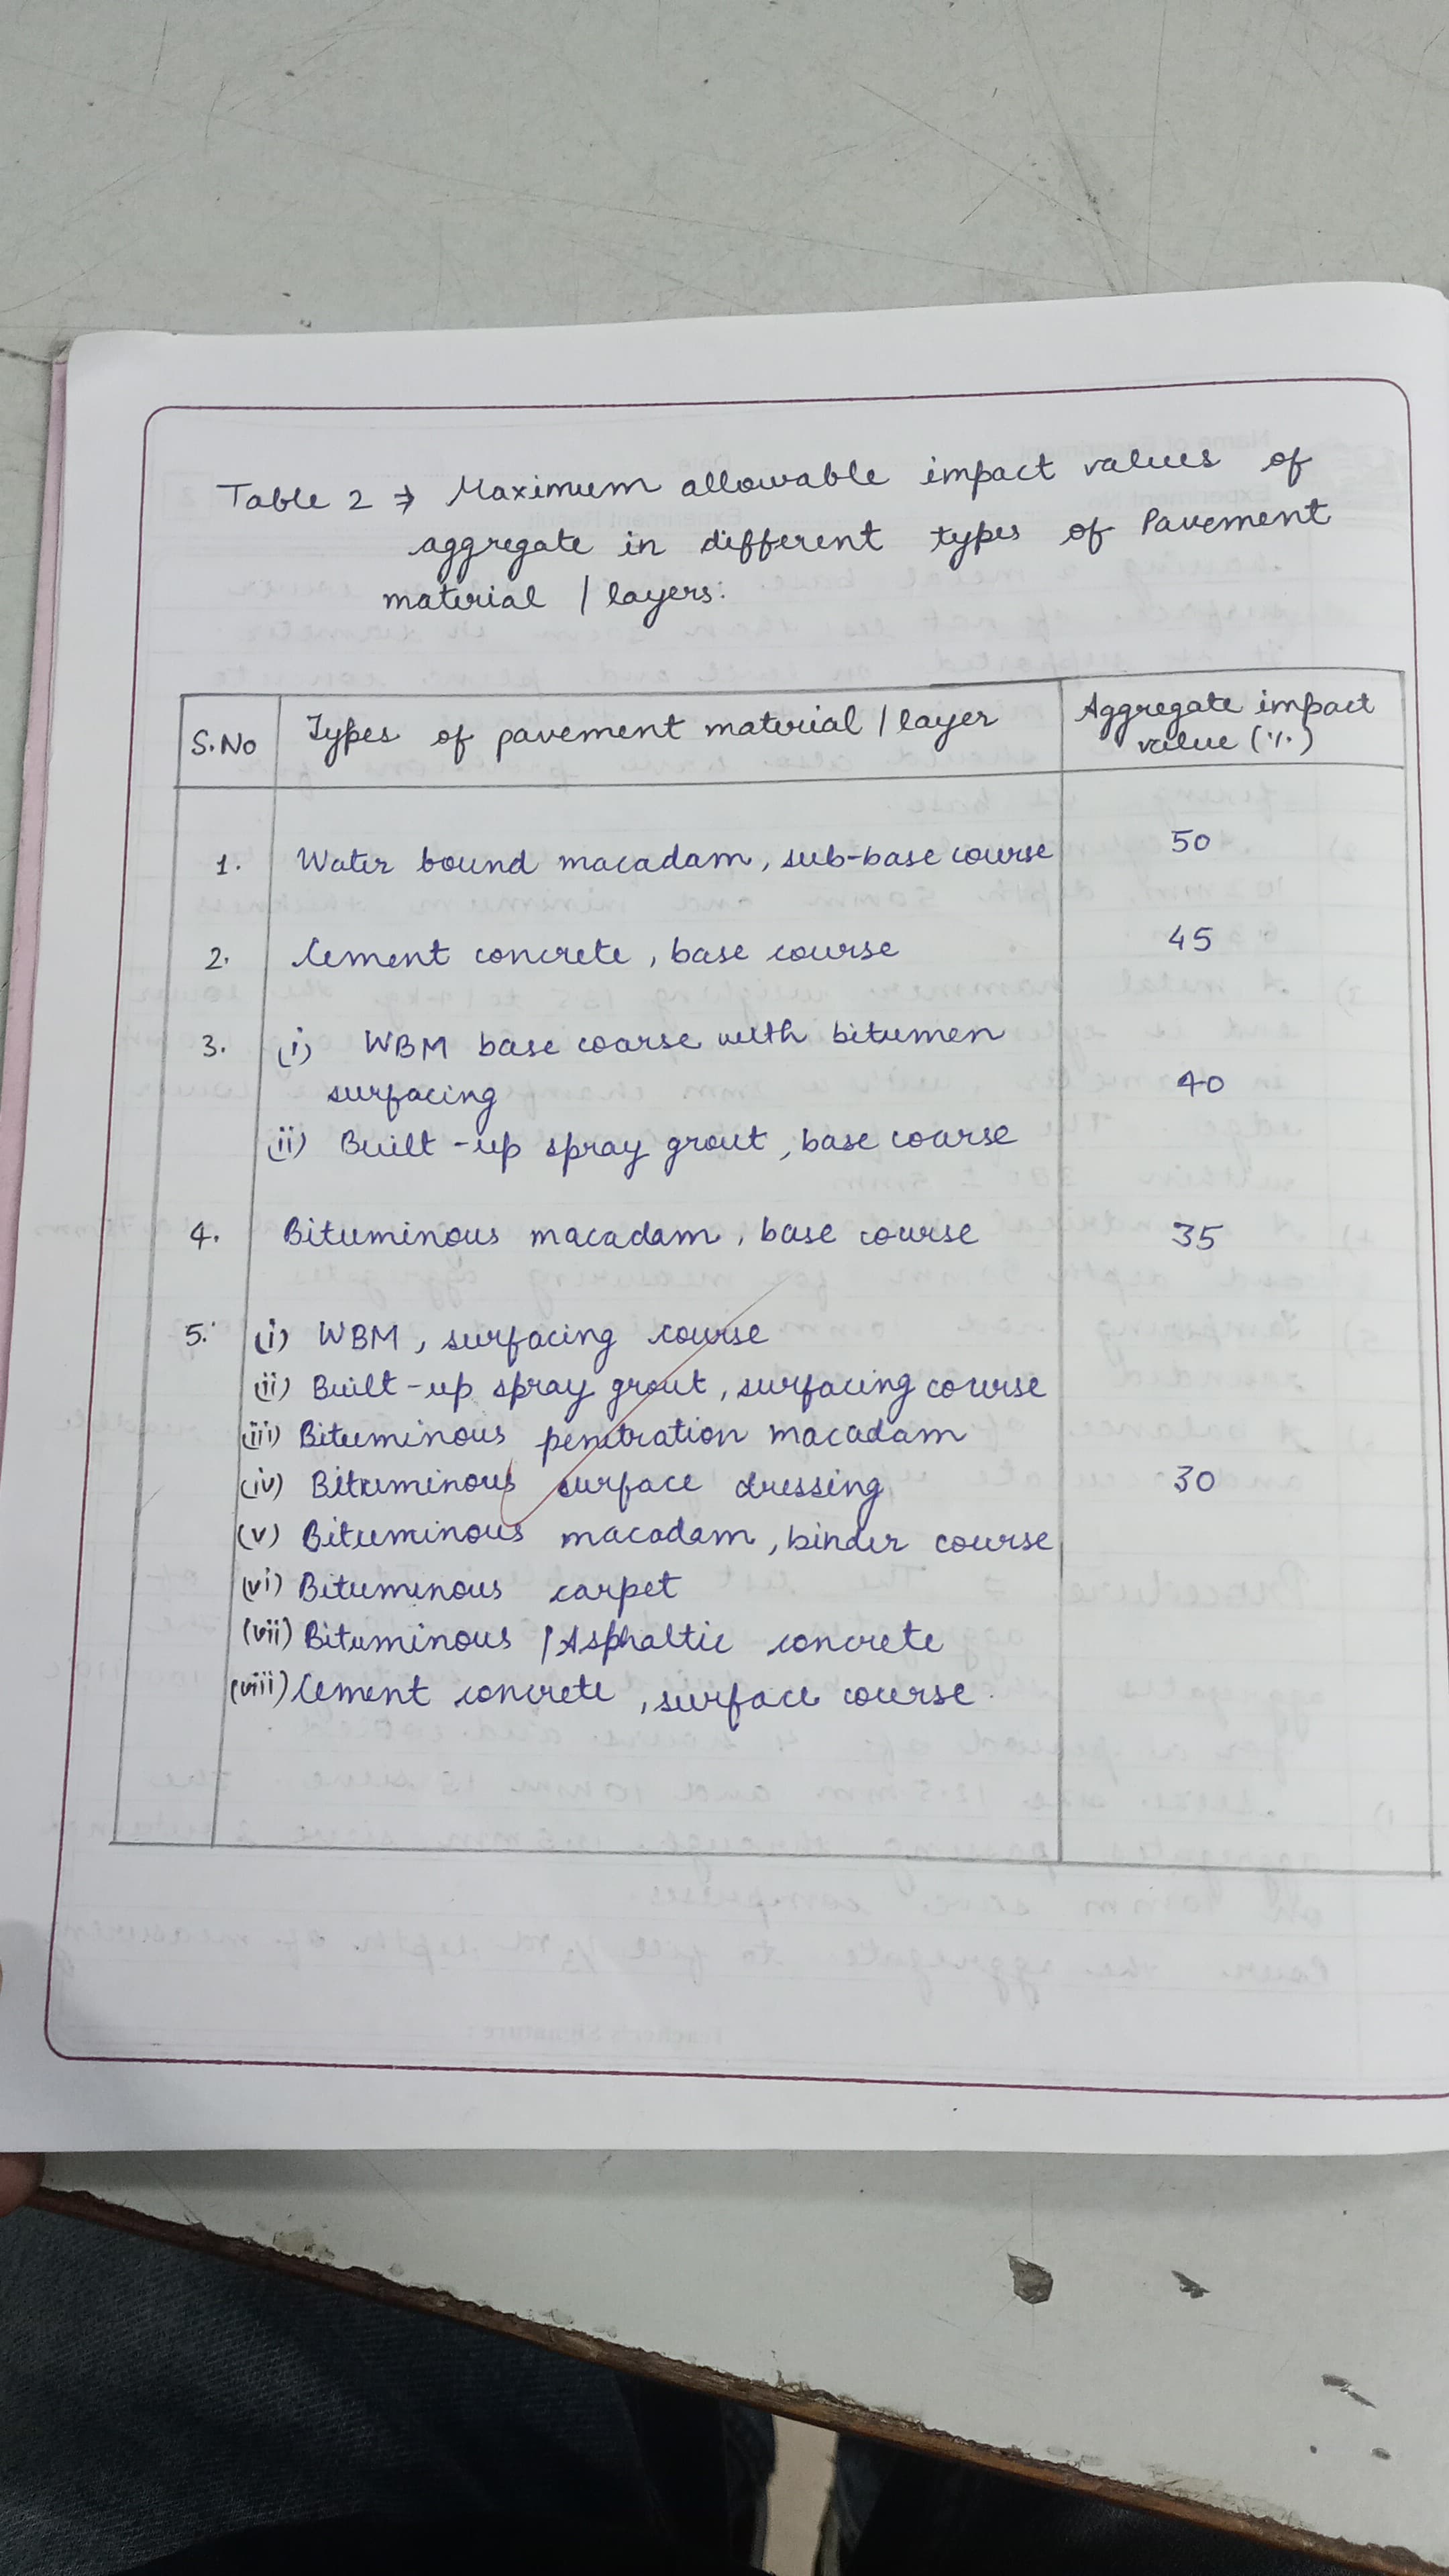 Table 2 → Maximum allowable impact values of
aggregate in different types of Pavement
material / layers:
S.No Types of pavement material / layer Aggregate impact
value (%)
1. Water bound macadam, sub-base course 50
2. Cement concrete, base course 45
3. (i) WBM base coarse with bitumen
surfacing 40
(ii) Built-up spray grout, base coarse
4. Bituminous macadam, base course 35
5. (i) WBM, surfacing course
(ii) Built-up spray grout, surfacing course
(iii) Bituminous penetration macadam
(iv) Bituminous surface dressing 30
(v) Bituminous macadam, binder course
(vi) Bituminous carpet
(vii) Bituminous / Asphaltic concrete
(viii) Cement concrete, surface course.